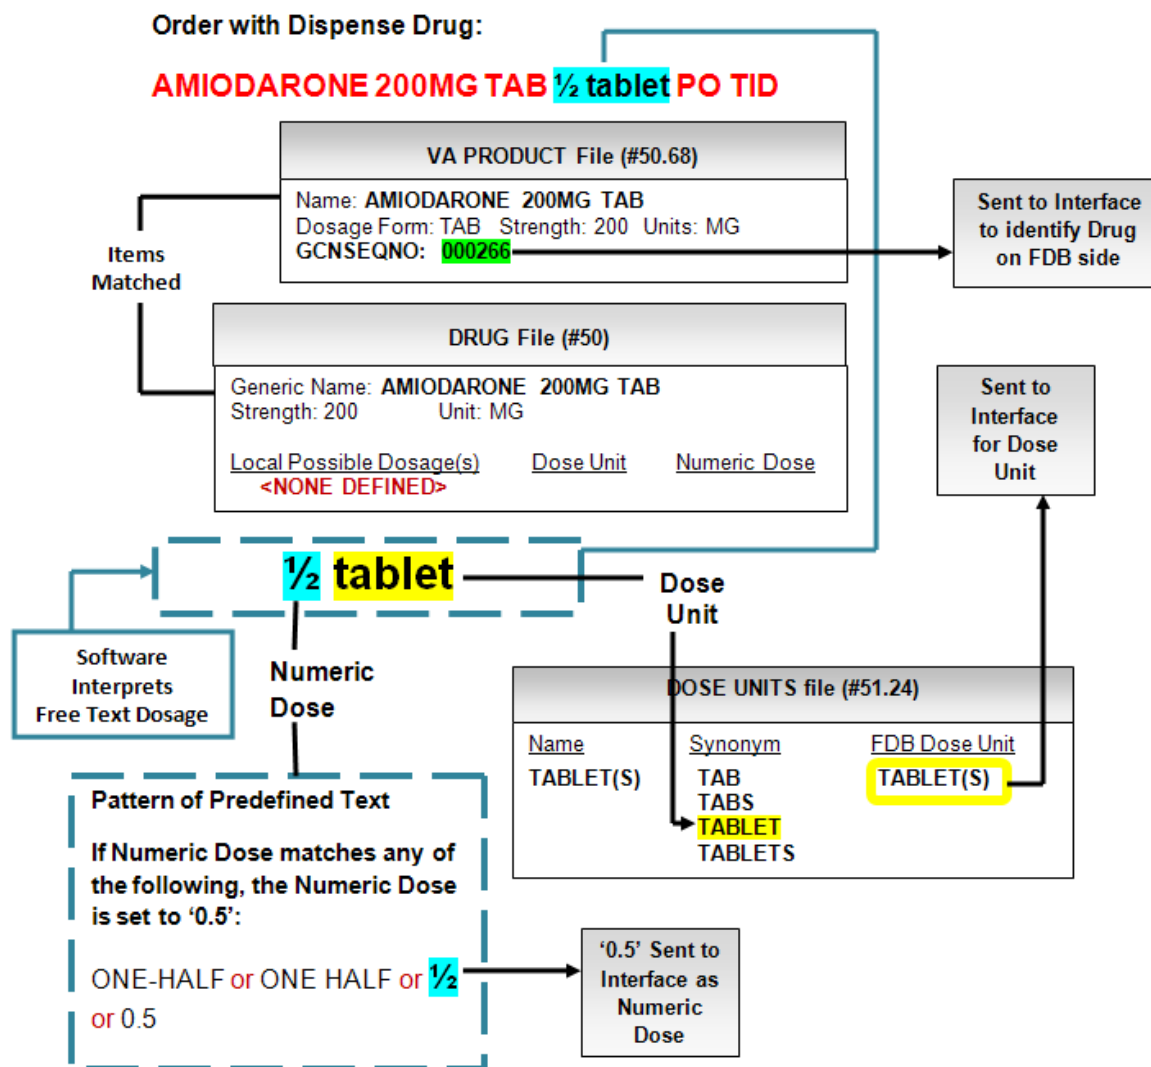 Order with Dispense Drug:
AMIODARONE 200MG TAB ½ tablet PO TID
VA PRODUCT File (#50.68)
Name: AMIODARONE 200MG TAB
Dosage Form: TAB Strength: 200 Units: MG
GCNSEQNO: 000266
Sent to Interface
to identify Drug
on FDB side
Items
Matched
DRUG File (#50)
Generic Name: AMIODARONE 200MG TAB
Strength: 200 Unit: MG
Local Possible Dosage(s) Dose Unit Numeric Dose
<NONE DEFINED>
Sent to
Interface
for Dose
Unit
½ tablet
Dose
Unit
Software
Interprets
Free Text Dosage
Numeric
Dose
DOSE UNITS file (#51.24)
Name Synonym FDB Dose Unit
TABLET(S) TAB TABLET(S)
TABS
TABLET
TABLETS
Pattern of Predefined Text
If Numeric Dose matches any of
the following, the Numeric Dose
is set to ‘0.5’:
ONE-HALF or ONE HALF or ½
or 0.5
‘0.5’ Sent to
Interface as
Numeric
Dose